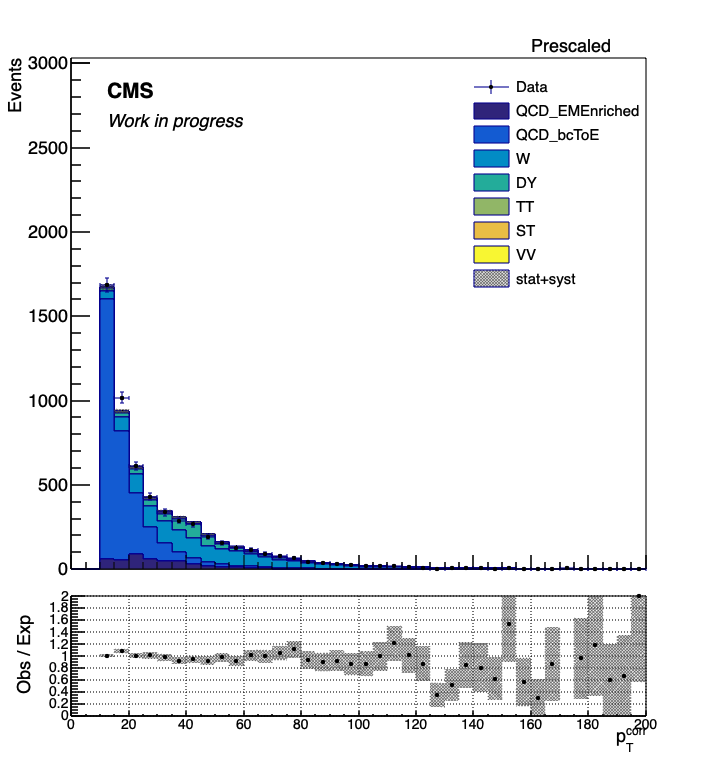 Prescaled
Events
3000
2500
2000
1500
1000
500
0
CMS
Work in progress
Data
QCD_EMEnriched
QCD_bcToE
W
DY
TT
ST
VV
stat+syst
Obs / Exp
2
1.8
1.6
1.4
1.2
1
0.8
0.6
0.4
0.2
0
0 20 40 60 80 100 120 140 160 180 200
p_T^corr